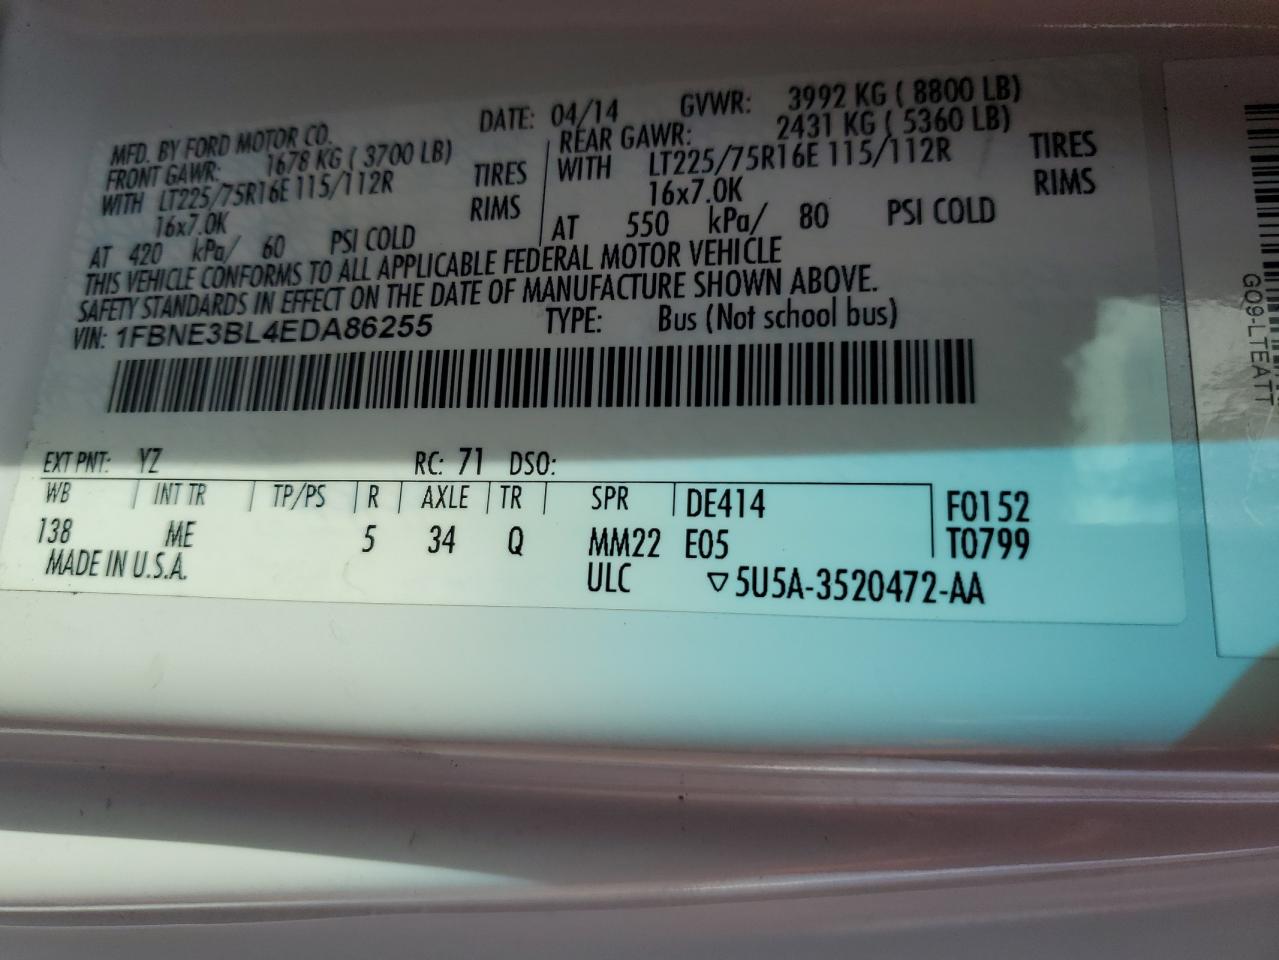 MFD. BY FORD MOTOR CO. DATE: 04/14 GVWR: 3992 KG ( 8800 LB)
FRONT GAWR: 1678 KG ( 3700 LB) REAR GAWR: 2431 KG ( 5360 LB)
WITH LT225/75R16E 115/112R TIRES WITH LT225/75R16E 115/112R TIRES
16x7.0K RIMS 16x7.0K RIMS
AT 420 kPa/ 60 PSI COLD AT 550 kPa/ 80 PSI COLD
THIS VEHICLE CONFORMS TO ALL APPLICABLE FEDERAL MOTOR VEHICLE
SAFETY STANDARDS IN EFFECT ON THE DATE OF MANUFACTURE SHOWN ABOVE.
VIN: 1FBNE3BL4EDA86255 TYPE: Bus (Not school bus)
EXT PNT: YZ RC: 71 DSO:
WB INT TR TP/PS R AXLE TR SPR DE414 F0152
138 ME 5 34 Q MM22 E05 T0799
MADE IN U.S.A. ULC ▽5U5A-3520472-AA
GQ9-LTEATT